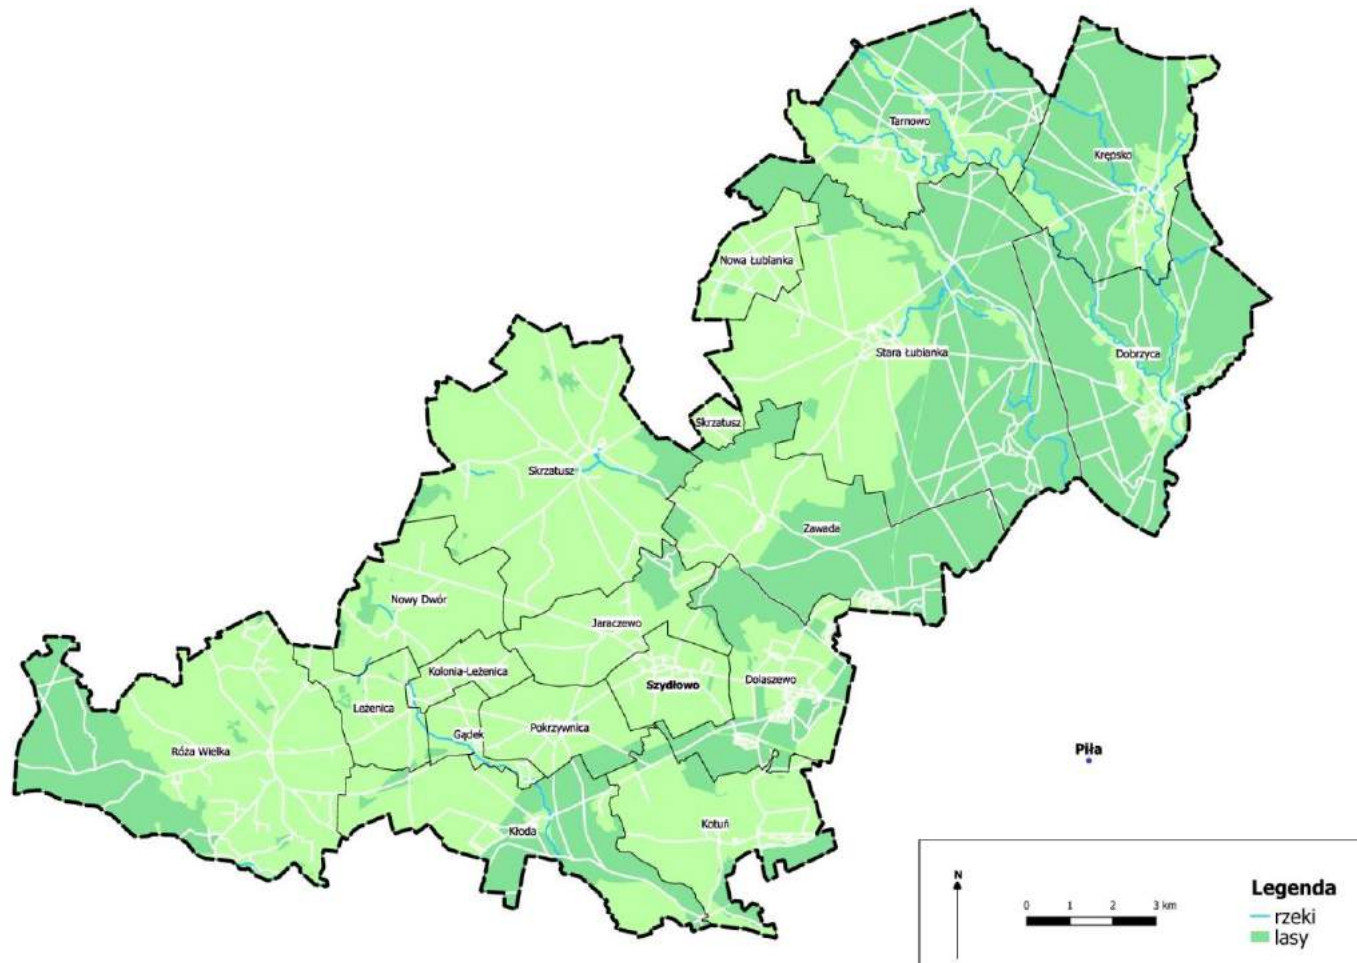 Tarnowo
Krępsko
Nowa Łubianka
Stara Łubianka
Dobrzyca
Skrzatusz
Skrzatusz
Zawada
Nowy Dwór
Jaraczewo
Kolonia-Leżenica
Szydłowo
Dolaszewo
Leżenica
Gądek
Pokrzywnica
Róża Wielka
Piła
Kłoda
Kotuń
N
0 1 2 3 km
Legenda
rzeki
lasy